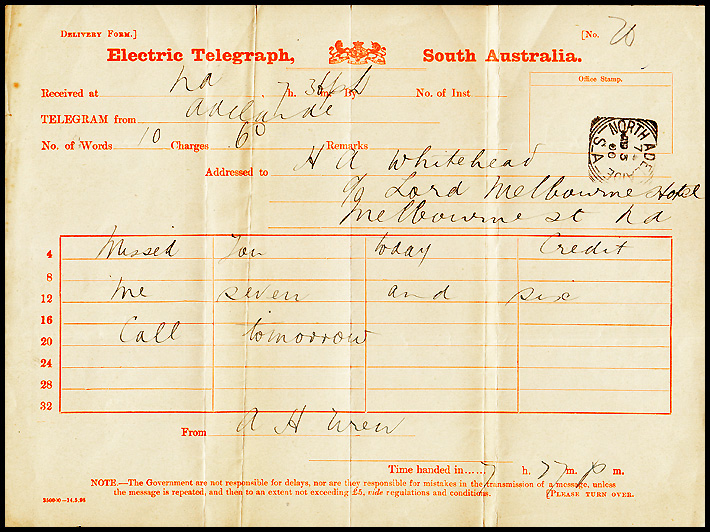 DELIVERY FORM.]
[No. 20
Electric Telegraph, South Australia.
Received at na 7 h. 36 m. p By No. of Inst
Office Stamp.
TELEGRAM from Adelaide
No. of Words 10 Charges 6D Remarks
NORTH ADELAIDE
7
S-A
Addressed to H A Whitehead
c/o Lord Melbourne Hotel
Melbourne st na
4 Missed you today Credit
8
12 me seven and six
16
20 Call tomorrow
24
28
32
From A H Wren
Time handed in......7 h. 27 m. p m.
NOTE.—The Government are not responsible for delays, nor are they responsible for mistakes in the transmission of a message, unless
the message is repeated, and then to an extent not exceeding £5, vide regulations and conditions. (PLEASE TURN OVER.